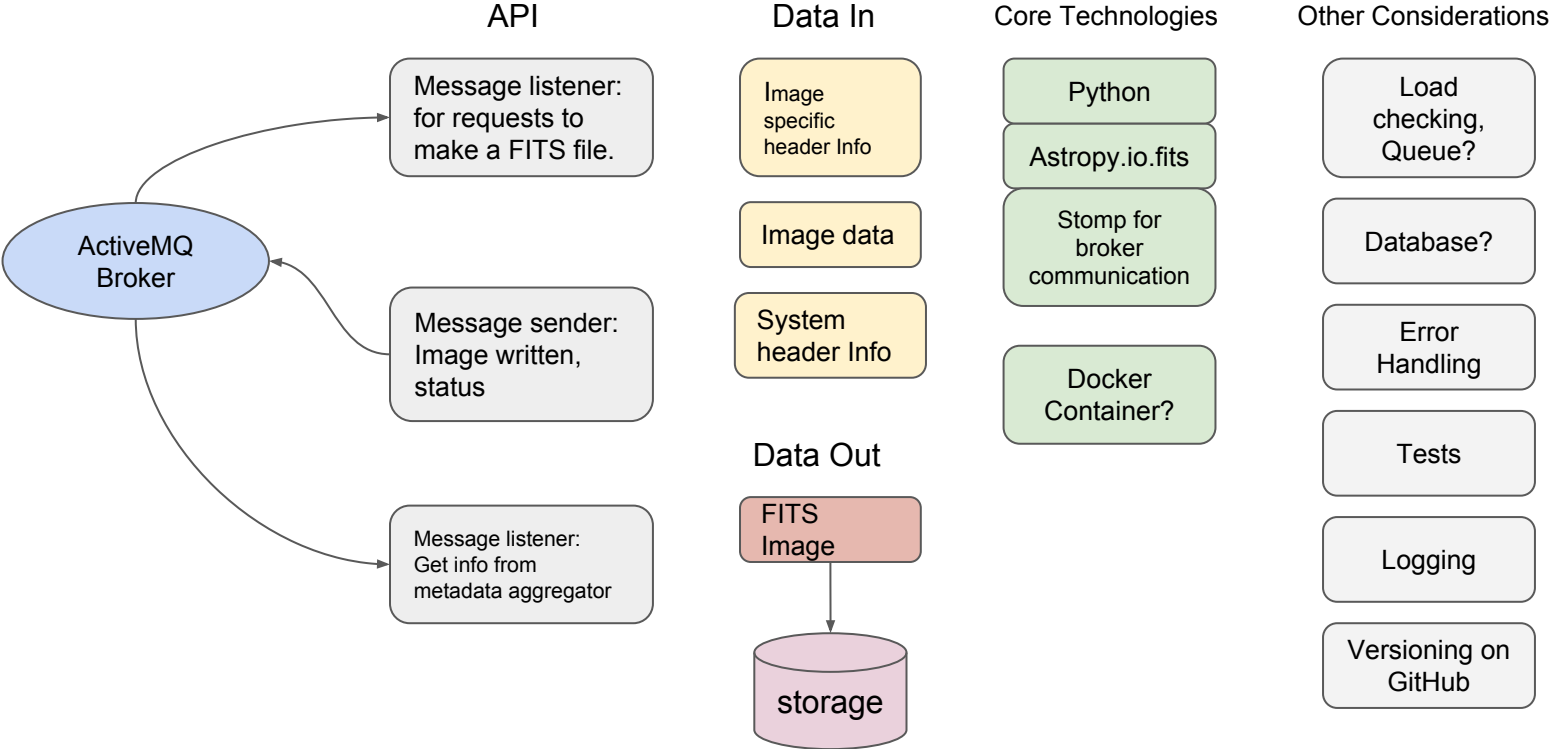 API
Data In
Core Technologies
Other Considerations
Message listener:
for requests to
make a FITS file.
ActiveMQ
Broker
Message sender:
Image written,
status
Message listener:
Get info from
metadata aggregator
Image
specific
header Info
Image data
System
header Info
Data Out
FITS
Image
storage
Python
Astropy.io.fits
Stomp for
broker
communication
Docker
Container?
Load
checking,
Queue?
Database?
Error
Handling
Tests
Logging
Versioning on
GitHub